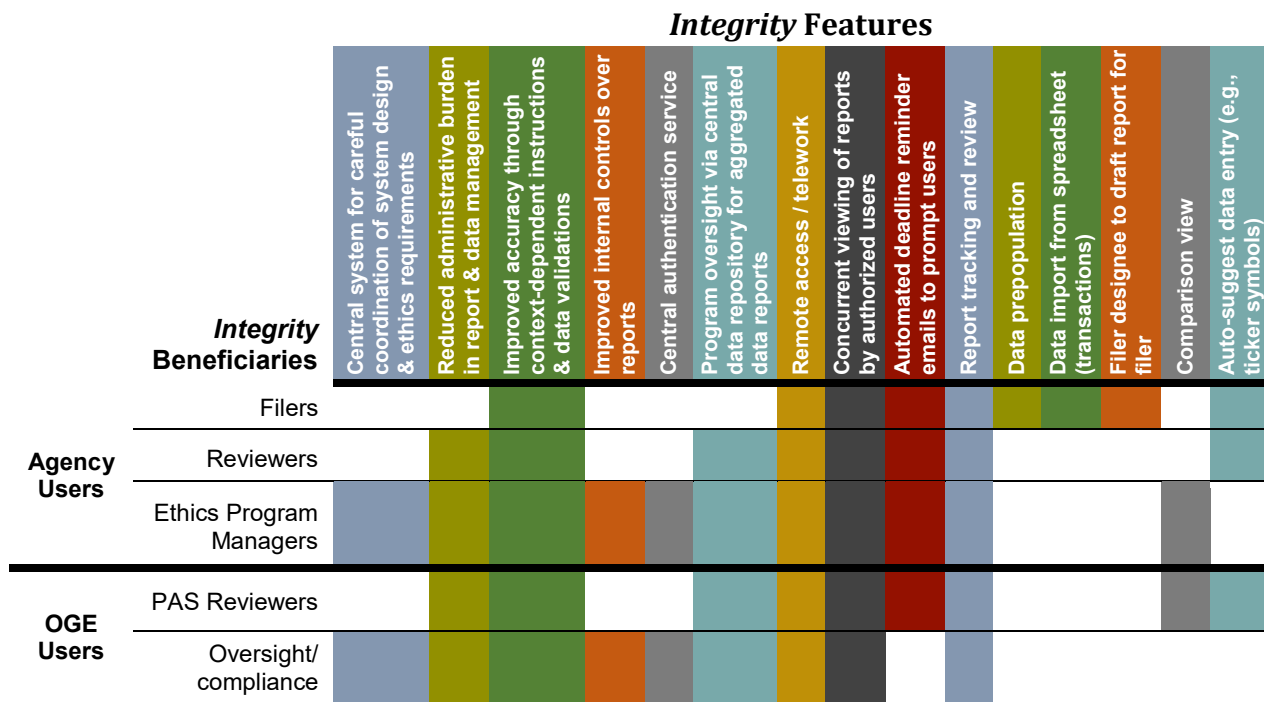 Integrity Features
Central system for careful
coordination of system design
& ethics requirements
Reduced administrative burden
in report & data management
Improved accuracy through
context-dependent instructions
& data validations
Improved internal controls over
reports
Central authentication service
Program oversight via central
data repository for aggregated
data reports
Remote access / telework
Concurrent viewing of reports
by authorized users
Automated deadline reminder
emails to prompt users
Report tracking and review
Data prepopulation
Data import from spreadsheet
(transactions)
Filer designee to draft report for
filer
Comparison view
Auto-suggest data entry (e.g.,
ticker symbols)
Integrity
Beneficiaries
Agency
Users
Filers
Reviewers
Ethics Program
Managers
OGE
Users
PAS Reviewers
Oversight/
compliance